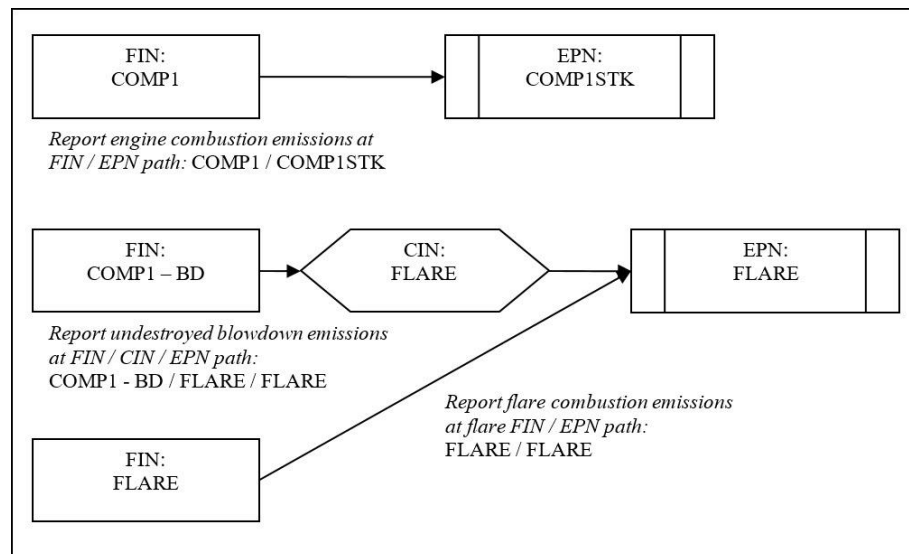 FIN:
COMP1
EPN:
COMP1STK
Report engine combustion emissions at
FIN / EPN path: COMP1 / COMP1STK
FIN:
COMP1 – BD
CIN:
FLARE
EPN:
FLARE
Report undestroyed blowdown emissions
at FIN / CIN / EPN path:
COMP1 - BD / FLARE / FLARE
Report flare combustion emissions
at flare FIN / EPN path:
FLARE / FLARE
FIN:
FLARE